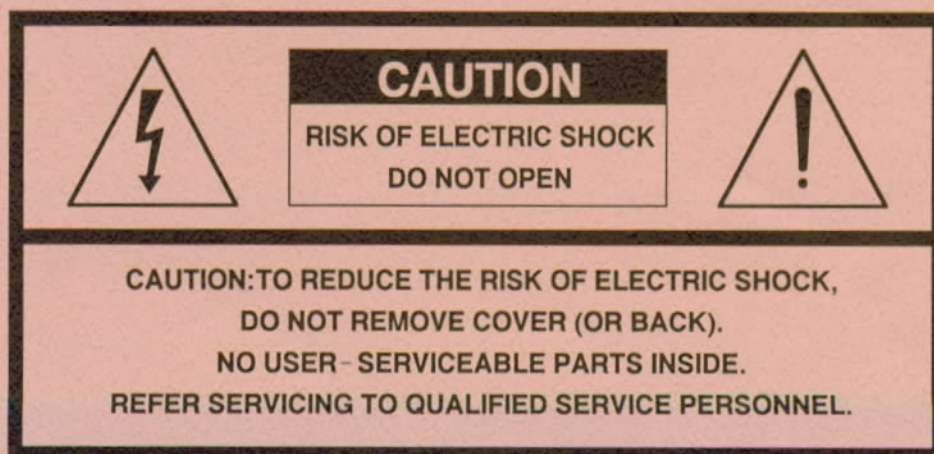 CAUTION
RISK OF ELECTRIC SHOCK
DO NOT OPEN
CAUTION:TO REDUCE THE RISK OF ELECTRIC SHOCK,
DO NOT REMOVE COVER (OR BACK).
NO USER-SERVICEABLE PARTS INSIDE.
REFER SERVICING TO QUALIFIED SERVICE PERSONNEL.